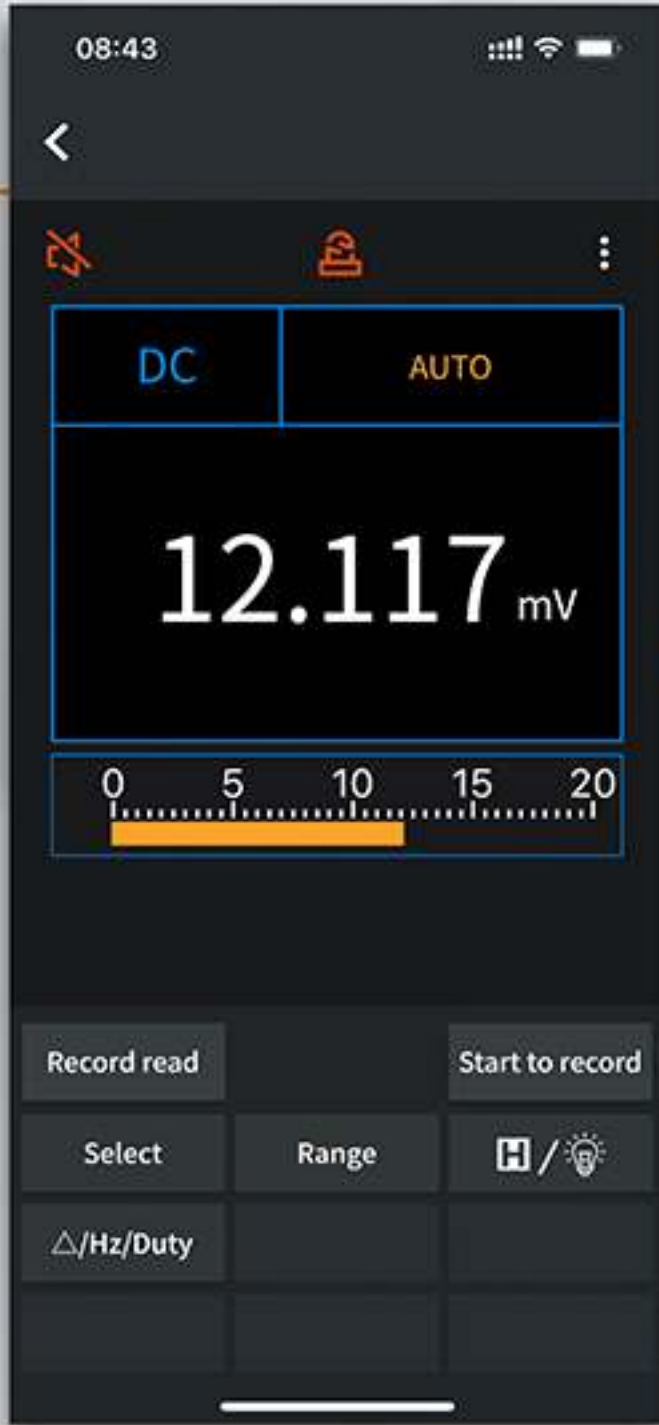 08:43
DC AUTO
12.117 mV
0 5 10 15 20
Record read Start to record
Select Range H/
△/Hz/Duty